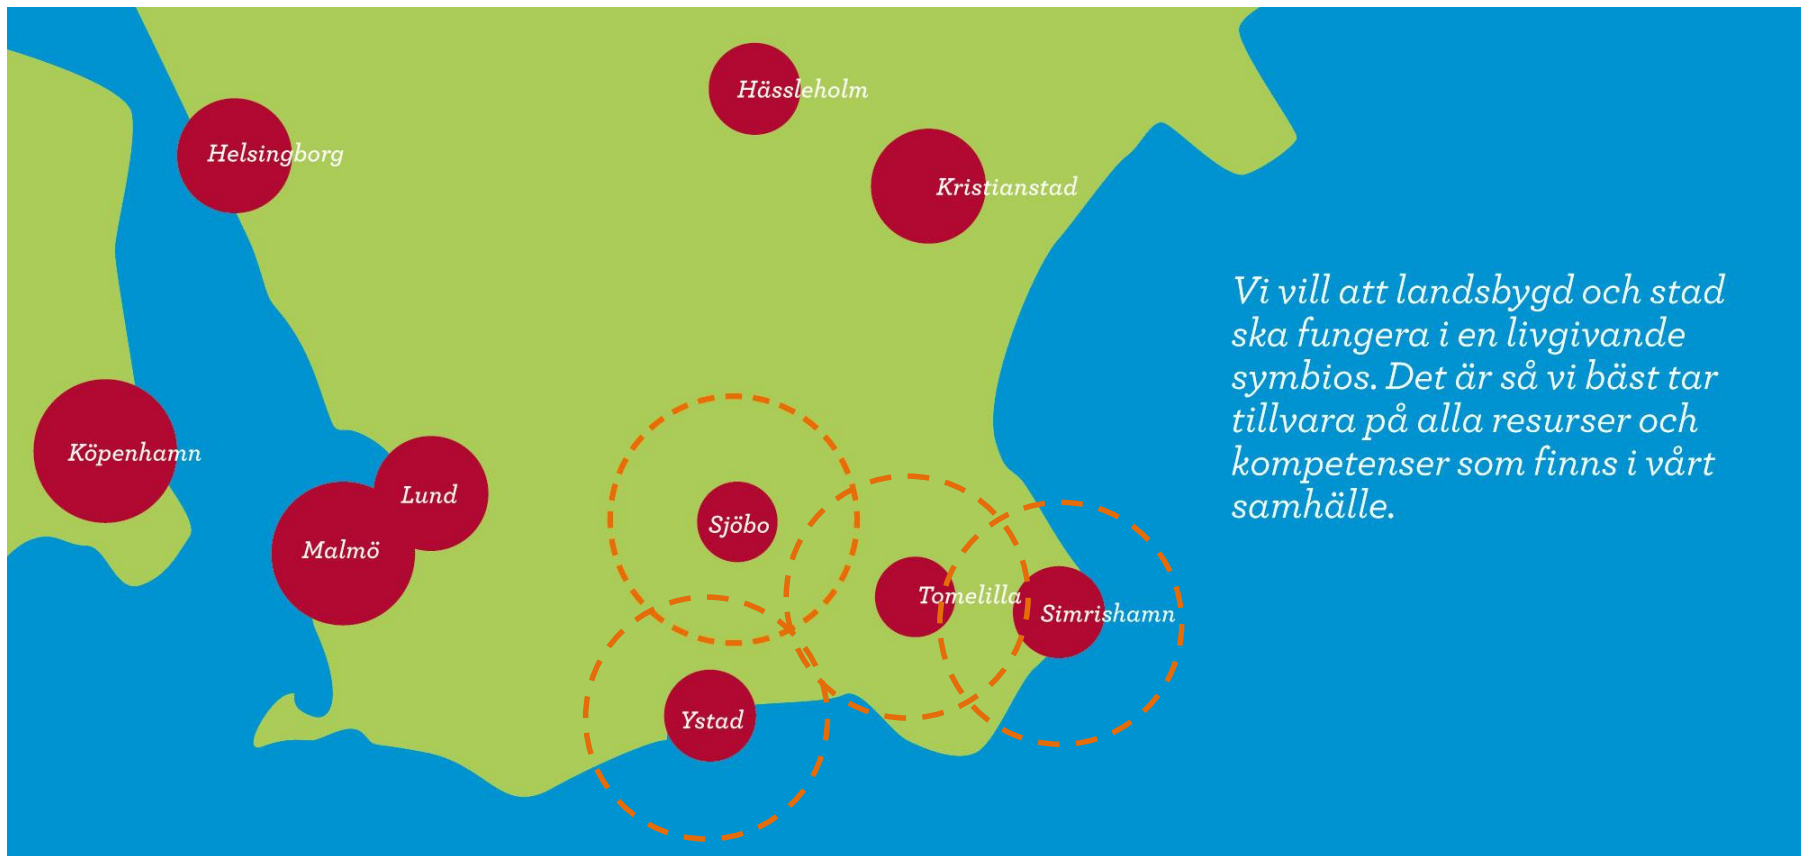 Hässleholm
Helsingborg
Kristianstad
Vi vill att landsbygd och stad
ska fungera i en livgivande
symbios. Det är så vi bäst tar
tillvara på alla resurser och
kompetenser som finns i vårt
samhälle.
Köpenhamn
Lund
Malmö
Sjöbo
Tomelilla
Simrishamn
Ystad